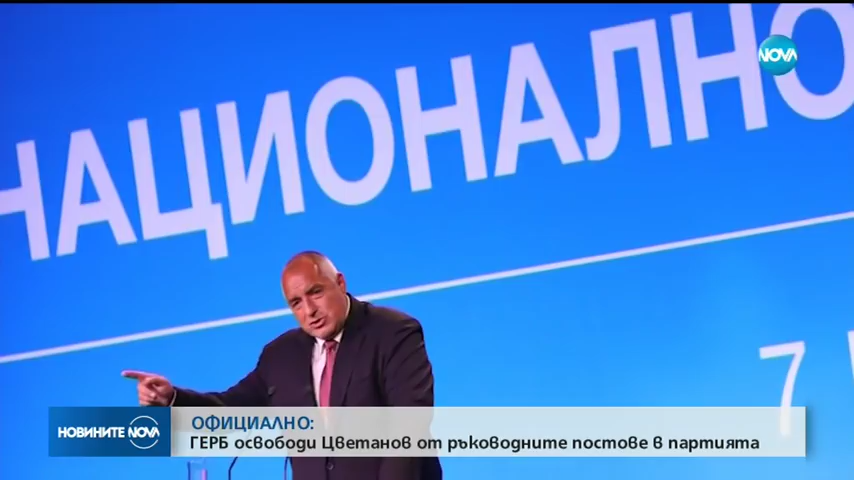 НАЦИОНАЛНО
NOVA
7
НОВИНИТЕ NOVA
ОФИЦИАЛНО:
ГЕРБ освободи Цветанов от ръководните постове в партията